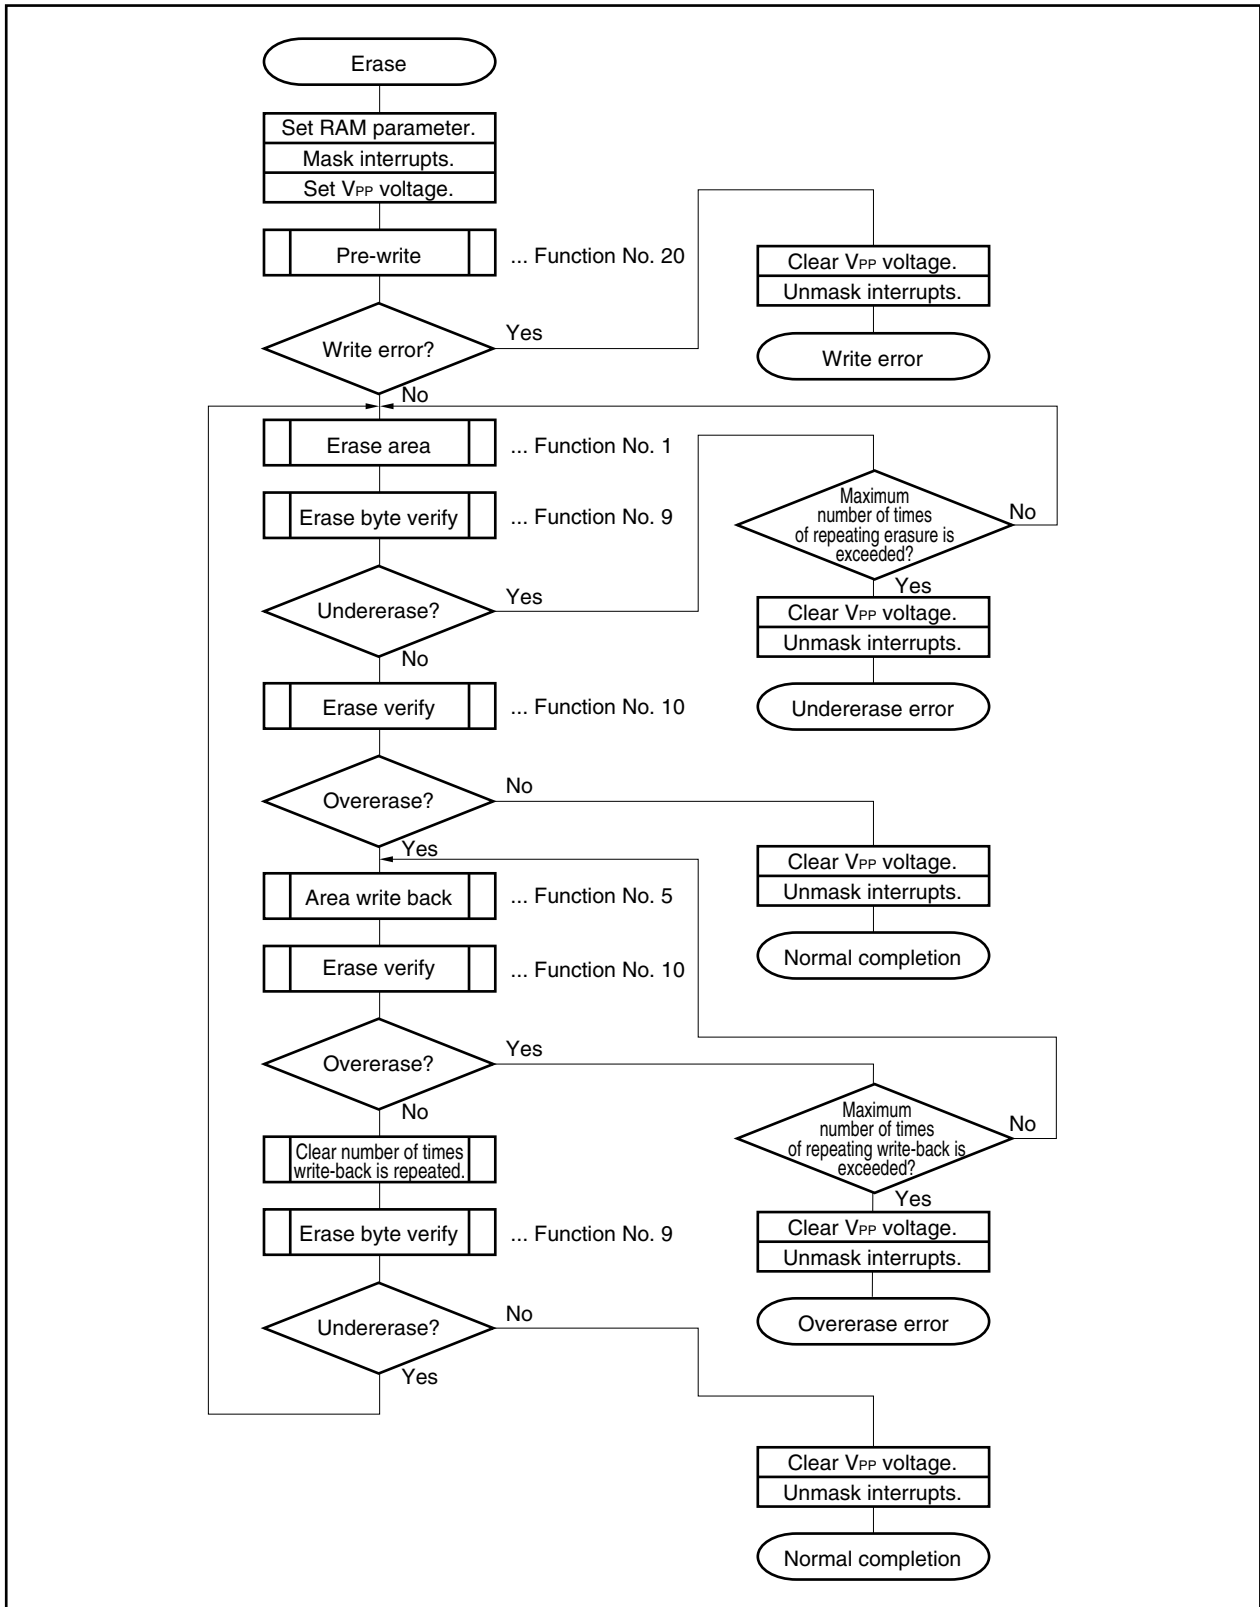 Erase
Set RAM parameter.
Mask interrupts.
Set VPP voltage.
Pre-write
... Function No. 20
Clear VPP voltage.
Unmask interrupts.
Write error?
Yes
Write error
No
Erase area
... Function No. 1
Erase byte verify
... Function No. 9
Maximum
number of times
of repeating erasure is
exceeded?
No
Yes
Undererase?
Yes
Clear VPP voltage.
Unmask interrupts.
No
Erase verify
... Function No. 10
Undererase error
Overerase?
No
Yes
Clear VPP voltage.
Unmask interrupts.
Area write back
... Function No. 5
Normal completion
Erase verify
... Function No. 10
Overerase?
Yes
No
Maximum
number of times
of repeating write-back is
exceeded?
No
Yes
Clear number of times
write-back is repeated.
Erase byte verify
... Function No. 9
Clear VPP voltage.
Unmask interrupts.
Undererase?
No
Overerase error
Yes
Clear VPP voltage.
Unmask interrupts.
Normal completion